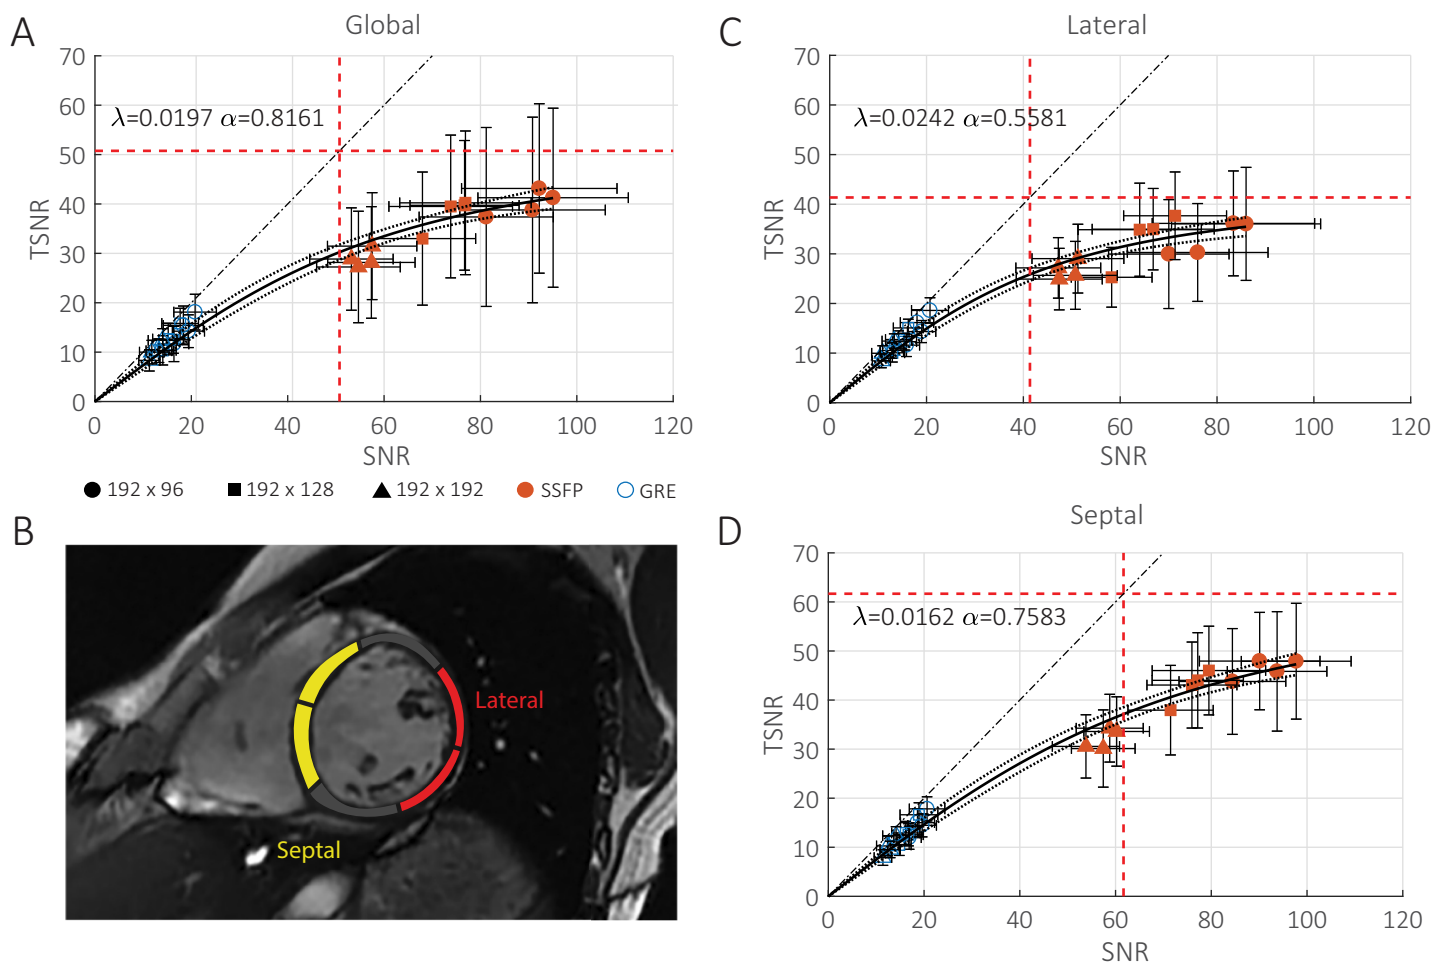 A
Global
70
60
50
40
30
20
10
0
TSNR
λ=0.0197 α=0.8161
0 20 40 60 80 100 120
SNR
192 x 96 192 x 128 192 x 192 SSFP GRE
B
Lateral
Septal
C
Lateral
70
60
50
40
30
20
10
0
TSNR
λ=0.0242 α=0.5581
0 20 40 60 80 100 120
SNR
D
Septal
70
60
50
40
30
20
10
0
TSNR
λ=0.0162 α=0.7583
0 20 40 60 80 100 120
SNR